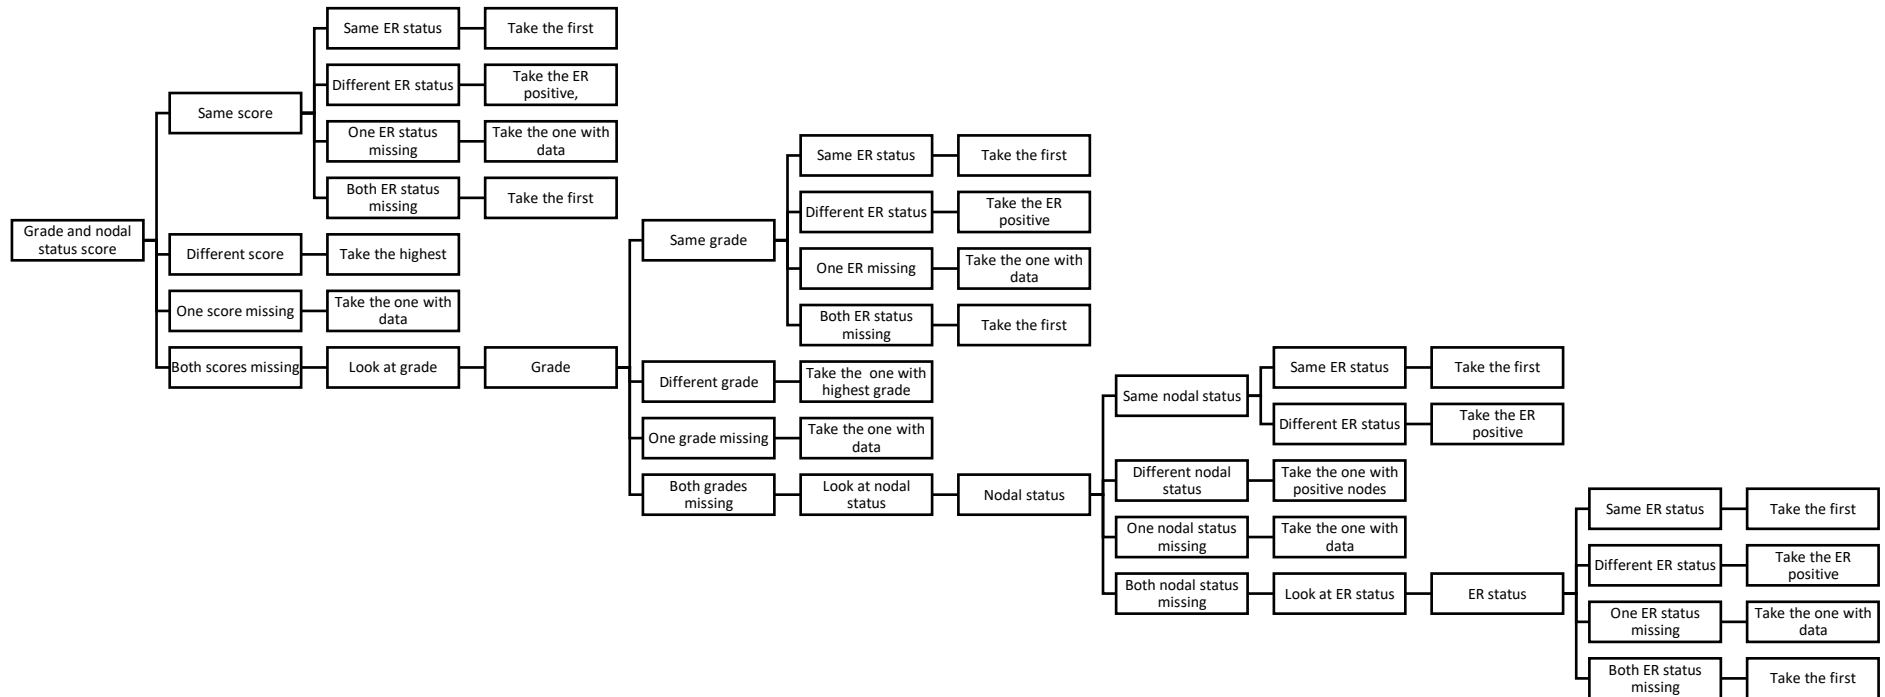 Grade and nodal
status score
Same score
Same ER status
Take the first
Different ER status
Take the ER
positive,
One ER status
missing
Take the one with
data
Both ER status
missing
Take the first
Different score
Take the highest
One score missing
Take the one with
data
Both scores missing
Look at grade
Grade
Same grade
Same ER status
Take the first
Different ER status
Take the ER
positive
One ER missing
Take the one with
data
Both ER status
missing
Take the first
Different grade
Take the  one with
highest grade
One grade missing
Take the one with
data
Both grades
missing
Look at nodal
status
Nodal status
Same nodal status
Same ER status
Take the first
Different ER status
Take the ER
positive
Different nodal
status
Take the one with
positive nodes
One nodal status
missing
Take the one with
data
Both nodal status
missing
Look at ER status
ER status
Same ER status
Take the first
Different ER status
Take the ER
positive
One ER status
missing
Take the one with
data
Both ER status
missing
Take the first